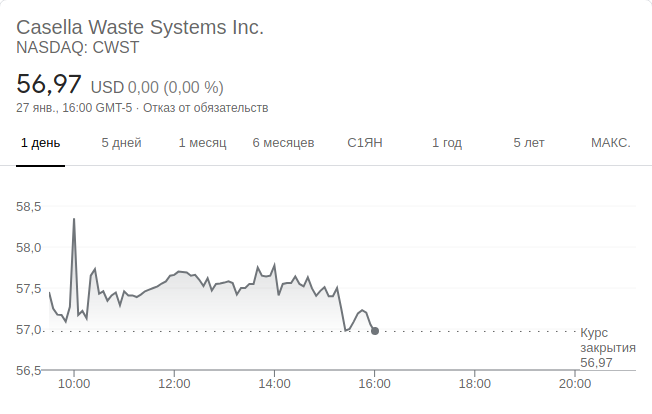 Casella Waste Systems Inc.
NASDAQ: CWST
56,97 USD 0,00 (0,00 %)
27 янв., 16:00 GMT-5 · Отказ от обязательств
1 день 5 дней 1 месяц 6 месяцев С1ЯН 1 год 5 лет МАКС.
58,5
58,0
57,5
57,0
56,5
Курс
закрытия
56,97
10:00 12:00 14:00 16:00 18:00 20:00